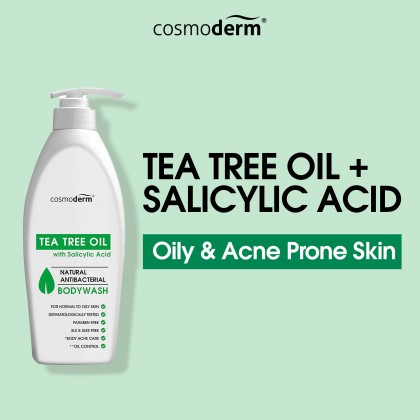 cosmoderm®
TEA TREE OIL +
SALICYLIC ACID
Oily & Acne Prone Skin
cosmoderm®
TEA TREE OIL
with Salicylic Acid
NATURAL
ANTIBACTERIAL
BODYWASH
FOR NORMAL TO OILY SKIN
DERMATOLOGICALLY TESTED
PARABEN FREE
SLS & SLES FREE
*BODY ACNE CARE
**OIL CONTROL